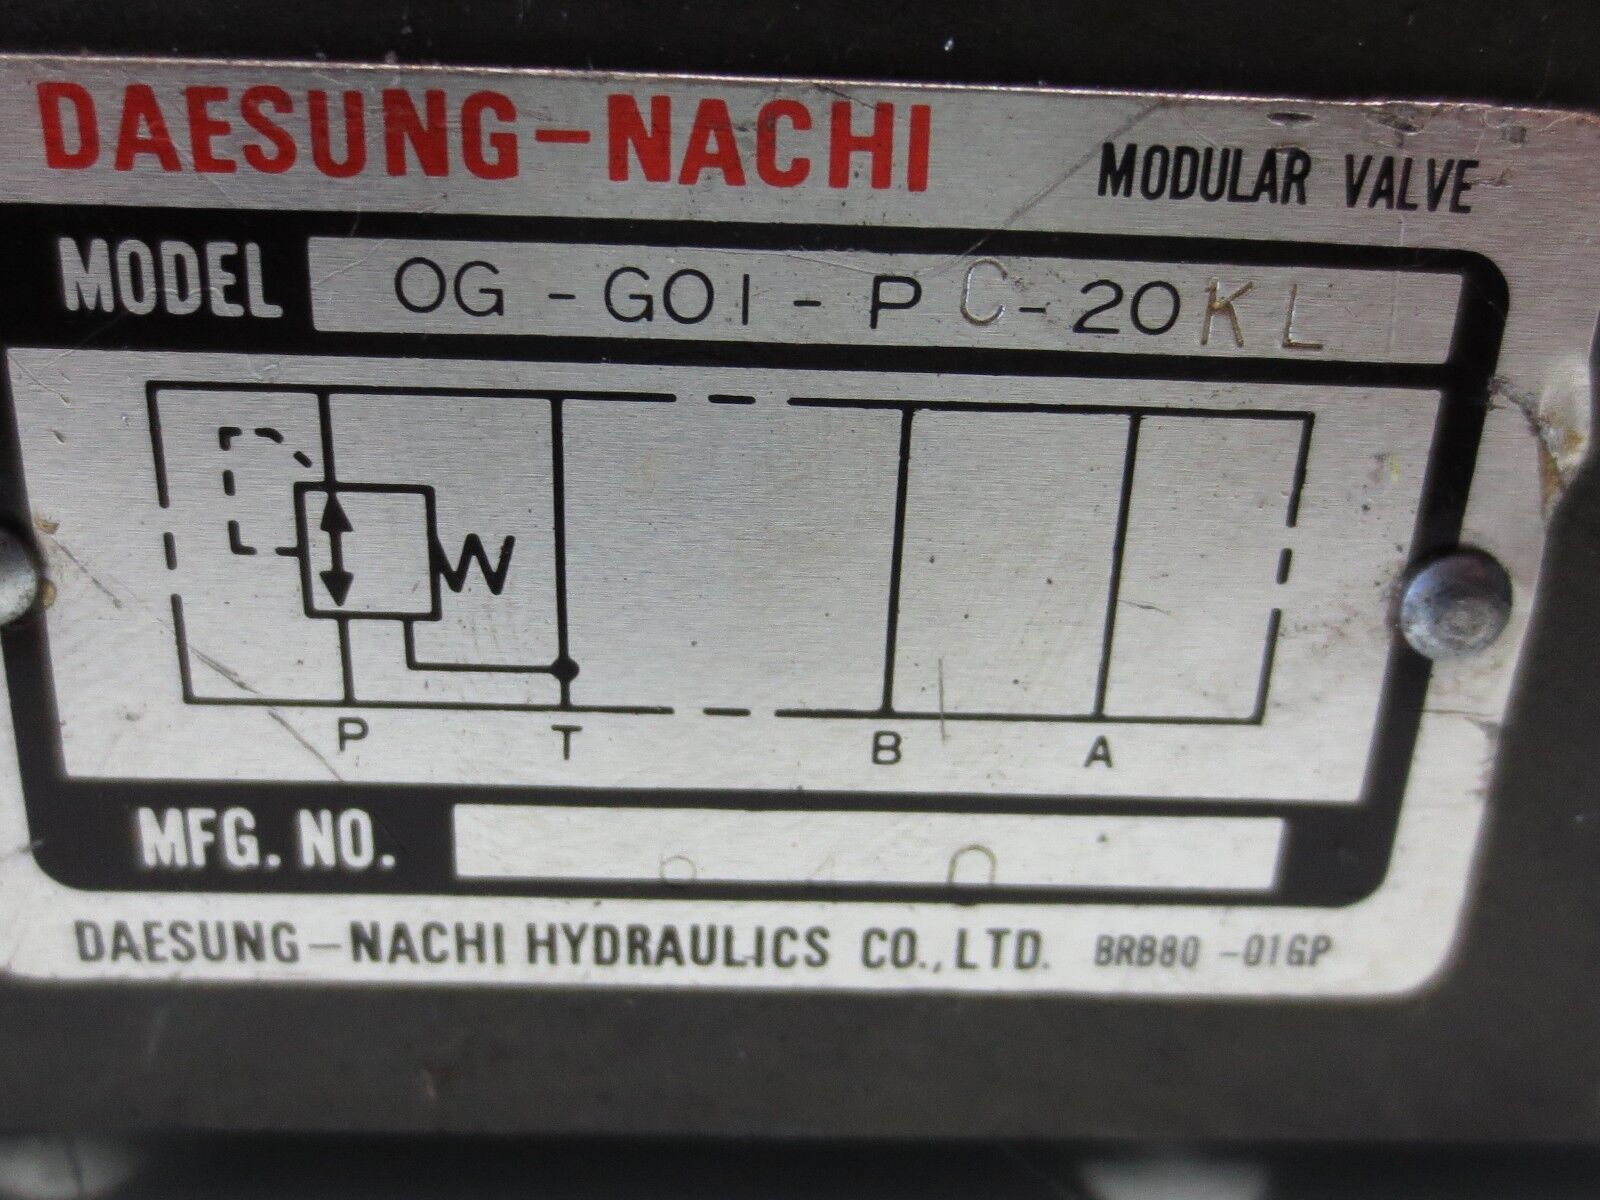 DAESUNG-NACHI MODULAR VALVE
MODEL OG-G01-PC-20KL
P T B A
MFG. NO.
DAESUNG-NACHI HYDRAULICS CO., LTD. BRB80-01GP